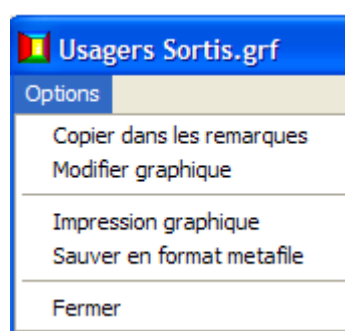 Usagers Sortis.grf
Options
Copier dans les remarques
Modifier graphique
Impression graphique
Sauver en format metafile
Fermer